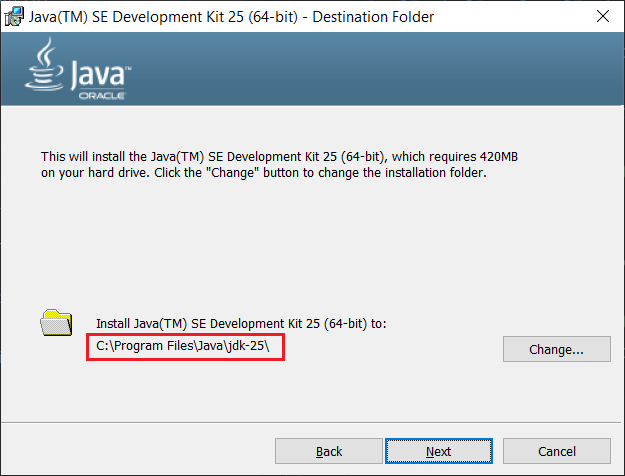 Java(TM) SE Development Kit 25 (64-bit) - Destination Folder
Java™
ORACLE
This will install the Java(TM) SE Development Kit 25 (64-bit), which requires 420MB
on your hard drive. Click the "Change" button to change the installation folder.
Install Java(TM) SE Development Kit 25 (64-bit) to:
C:\Program Files\Java\jdk-25\
Change...
Back
Next
Cancel